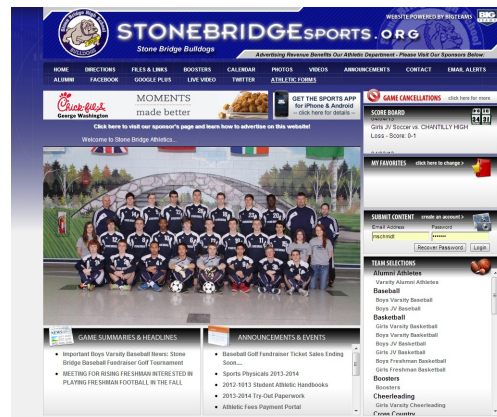 STONEBRIDGESPORTS.ORG
WEBSITE POWERED BY BIGTEAMS
BIG
Stone Bridge High School
BULLDOGS
Stone Bridge Bulldogs
Advertising Revenue Benefits Our Athletic Department - Please Visit Our Sponsors Below:
HOME DIRECTIONS FILES & LINKS BOOSTERS CALENDAR PHOTOS VIDEOS ANNOUNCEMENTS CONTACT EMAIL ALERTS
ALUMNI FACEBOOK GOOGLE PLUS LIVE VIDEO TWITTER ATHLETIC FORMS
Chick-fil-&
George Washington
MOMENTS
made better
GET THE SPORTS APP
for iPhone & Android
-- click here for details --
Click here to visit our sponsor's page and learn how to advertise on this website!
Welcome to Stone Bridge Athletics...
GAME CANCELLATIONS click here for more
SCORE BOARD
Girls JV Soccer vs. CHANTILLY HIGH
Loss - Score: 0-1
MY FAVORITES click here to change >
SUBMIT CONTENT create an account >
Email Address Password
mschmidt
Recover Password Login
TEAM SELECTIONS
Alumni Athletes
Varsity Alumni Athletes
Baseball
Boys Varsity Baseball
Boys JV Baseball
Basketball
Girls Varsity Basketball
Boys Varsity Basketball
Boys JV Basketball
Girls JV Basketball
Boys Freshman Basketball
Girls Freshman Basketball
Boosters
Boosters
Cheerleading
Girls Varsity Cheerleading
Cross Country
GAME SUMMARIES & HEADLINES
Important Boys Varsity Baseball News: Stone
Bridge Baseball Fundraiser Golf Tournament
MEETING FOR RISING FRESHMAN INTERESTED IN
PLAYING FRESHMAN FOOTBALL IN THE FALL
ANNOUNCEMENTS & EVENTS
Baseball Golf Fundraiser Ticket Sales Ending
Soon....
Sports Physicals 2013-2014
2012-1013 Student Athletic Handbooks
2013-2014 Try-Out Paperwork
Athletic Fees Payment Portal